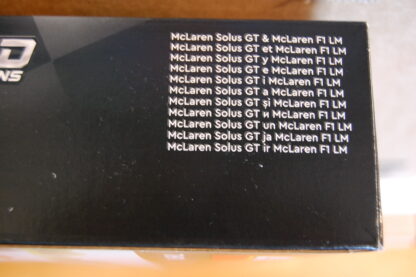 McLaren Solus GT & McLaren F1 LM
McLaren Solus GT et McLaren F1 LM
McLaren Solus GT y McLaren F1 LM
McLaren Solus GT e McLaren F1 LM
McLaren Solus GT i McLaren F1 LM
McLaren Solus GT a McLaren F1 LM
McLaren Solus GT și McLaren F1 LM
McLaren Solus GT и McLaren F1 LM
McLaren Solus GT un McLaren F1 LM
McLaren Solus GT ja McLaren F1 LM
McLaren Solus GT ir McLaren F1 LM